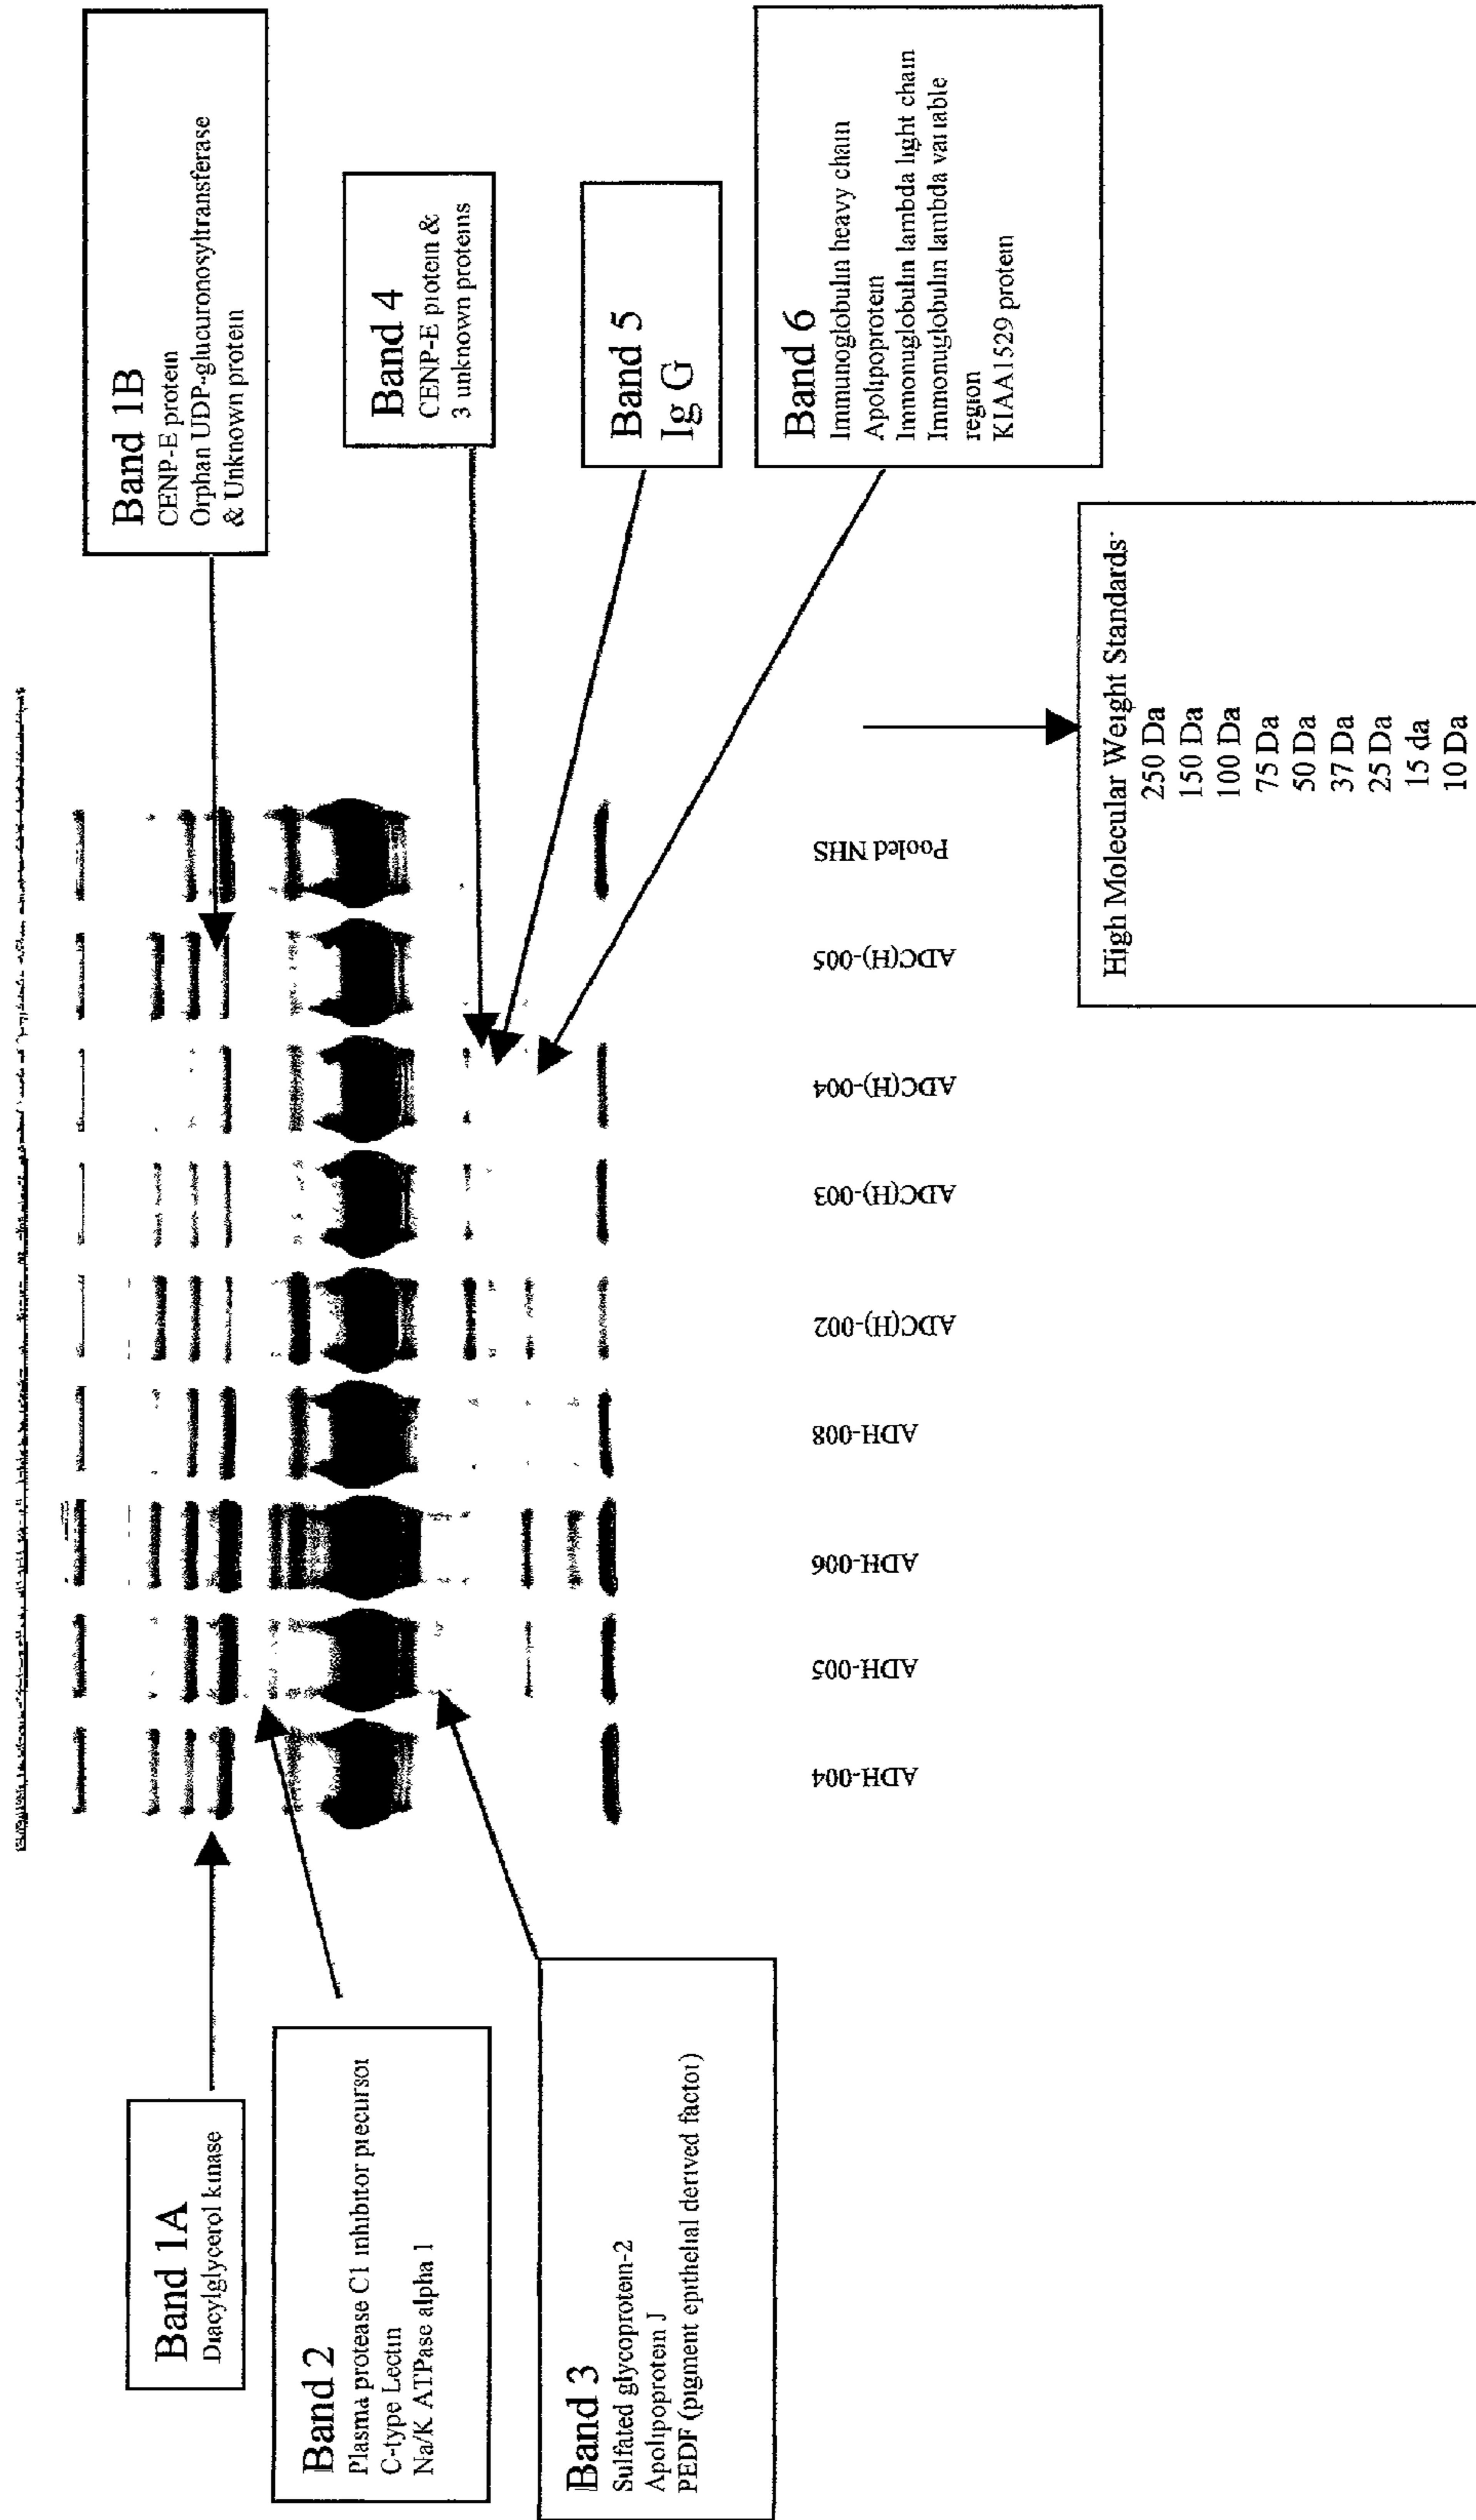 Band 1A
Diacylglycerol kinase
Band 2
Plasma protease C1 inhibitor precursor
C-type Lectin
Na/K ATPase alpha 1
Band 3
Sulfated glycoprotein-2
Apolipoprotein J
PEDF (pigment epithelial derived factor)
Band 1B
CENP-E protein
Orphan UDP-glucuronosyltransferase
& Unknown protein
Band 4
CENP-E protein &
3 unknown proteins
Band 5
Ig G
Band 6
Immunoglobulin heavy chain
Apolipoprotein
Immonuglobulin lambda light chain
Immonuglobulin lambda variable
region
KIAA1529 protein
ADH-004
ADH-005
ADH-006
ADH-008
ADC(H)-002
ADC(H)-003
ADC(H)-004
ADC(H)-005
Pooled NHS
High Molecular Weight Standards:
250 Da
150 Da
100 Da
75 Da
50 Da
37 Da
25 Da
15 da
10 Da